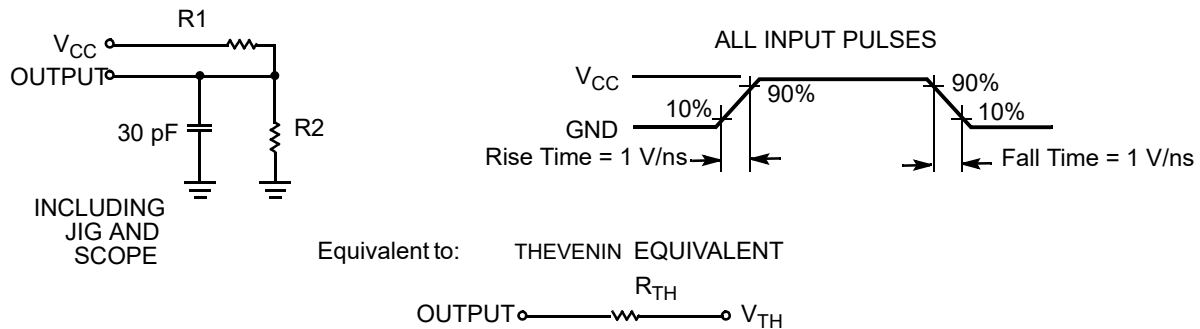 R1
VCC
OUTPUT
30 pF
R2
INCLUDING
JIG AND
SCOPE
ALL INPUT PULSES
VCC
GND
10%
90%
90%
10%
Rise Time = 1 V/ns
Fall Time = 1 V/ns
Equivalent to: THEVENIN EQUIVALENT
RTH
OUTPUT
VTH